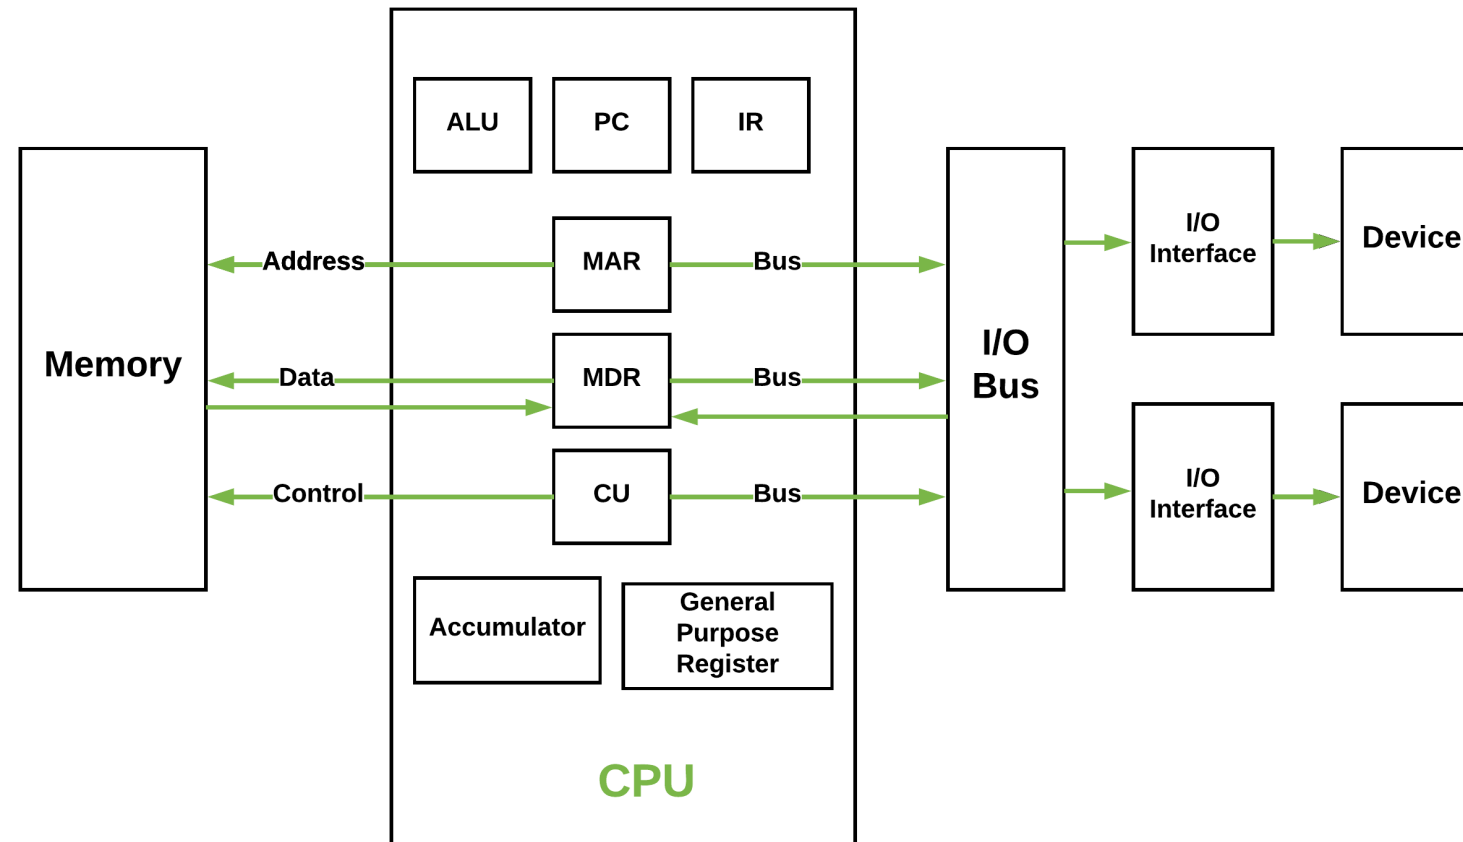 ALU
PC
IR
Memory
Address
MAR
Bus
Data
MDR
Bus
Control
CU
Bus
Accumulator
General
Purpose
Register
CPU
I/O
Bus
I/O
Interface
Device
I/O
Interface
Device